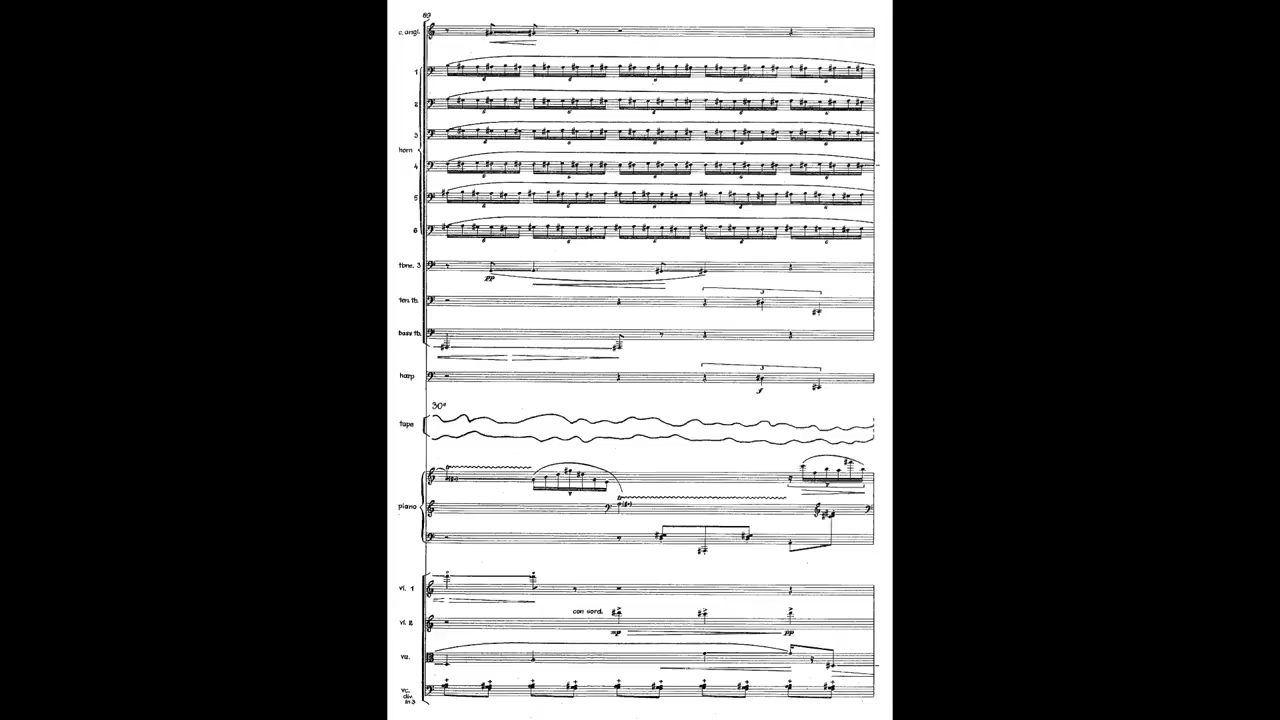 89
c. angl.
1
2
3
horn
4
5
6
tbne. 3
pp
ten. tb.
3
bass tb.
harp
3
f
30"
tape
piano
7
vl. 1
con sord.
vl. 2
mp
pp
va.
vc.
div.
in 3